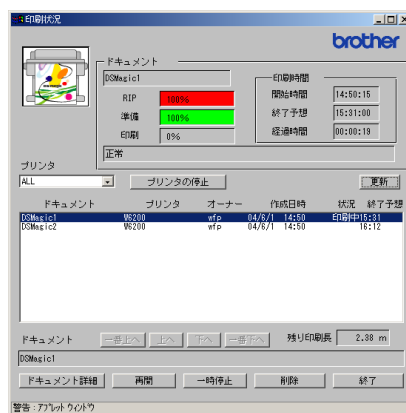 印刷状況
brother
ドキュメント
DSMagic1
RIP 100%
準備 100%
印刷 0%
正常
印刷時間
開始時間 14:50:15
終了予想 15:31:00
経過時間 00:00:19
プリンタ
ALL プリンタの停止 更新
ドキュメント プリンタ オーナー 作成日時 状況 終了予想
DSMagic1 V6200 wfp 04/6/1 14:50 印刷中 15:31
DSMagic2 V6200 wfp 04/6/1 14:50 16:12
ドキュメント 一番上へ 上へ 下へ 一番下へ 残り印刷長 2.38 m
DSMagic1
ドキュメント詳細 再開 一時停止 削除 終了
警告 : アプレット ウィンドウ